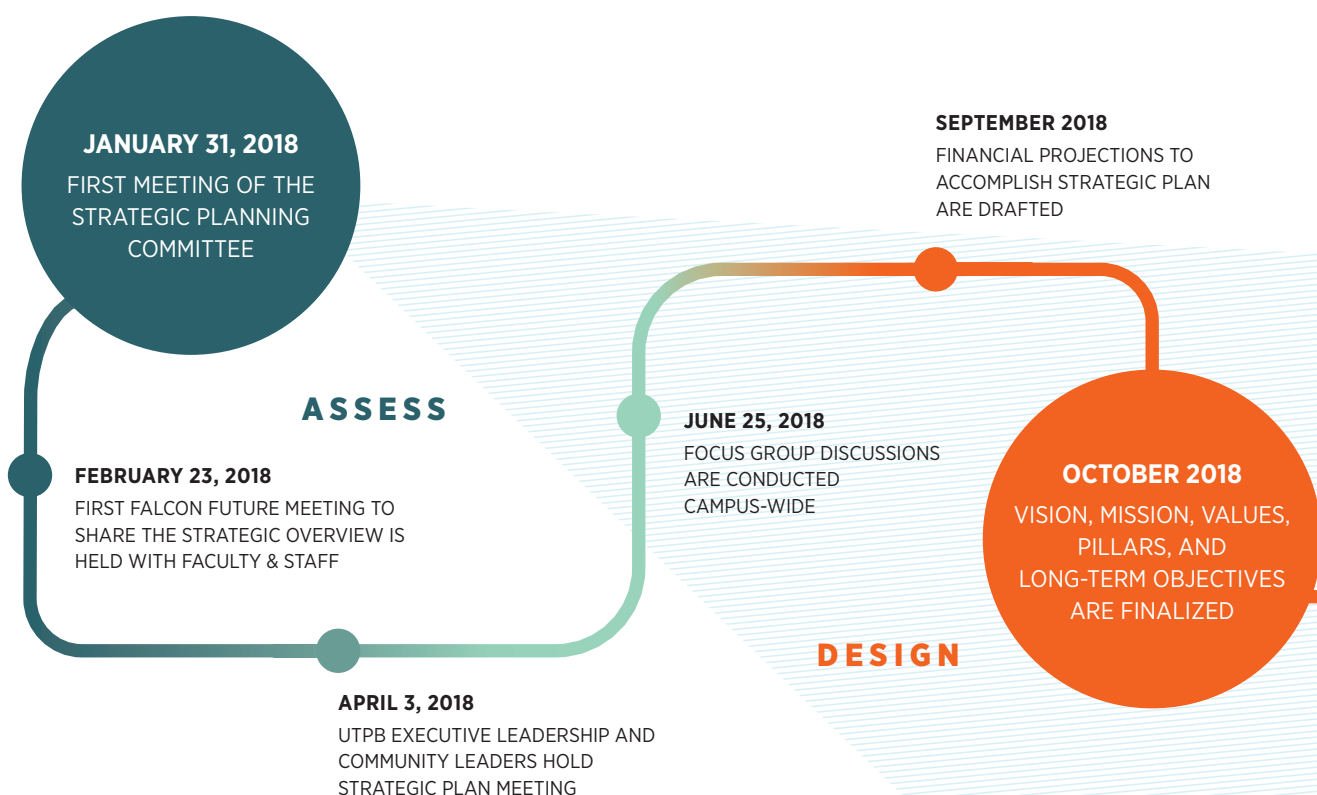 JANUARY 31, 2018
FIRST MEETING OF THE
STRATEGIC PLANNING
COMMITTEE
ASSESS
FEBRUARY 23, 2018
FIRST FALCON FUTURE MEETING TO
SHARE THE STRATEGIC OVERVIEW IS
HELD WITH FACULTY & STAFF
APRIL 3, 2018
UTPB EXECUTIVE LEADERSHIP AND
COMMUNITY LEADERS HOLD
STRATEGIC PLAN MEETING
JUNE 25, 2018
FOCUS GROUP DISCUSSIONS
ARE CONDUCTED
CAMPUS-WIDE
DESIGN
SEPTEMBER 2018
FINANCIAL PROJECTIONS TO
ACCOMPLISH STRATEGIC PLAN
ARE DRAFTED
OCTOBER 2018
VISION, MISSION, VALUES,
PILLARS, AND
LONG-TERM OBJECTIVES
ARE FINALIZED